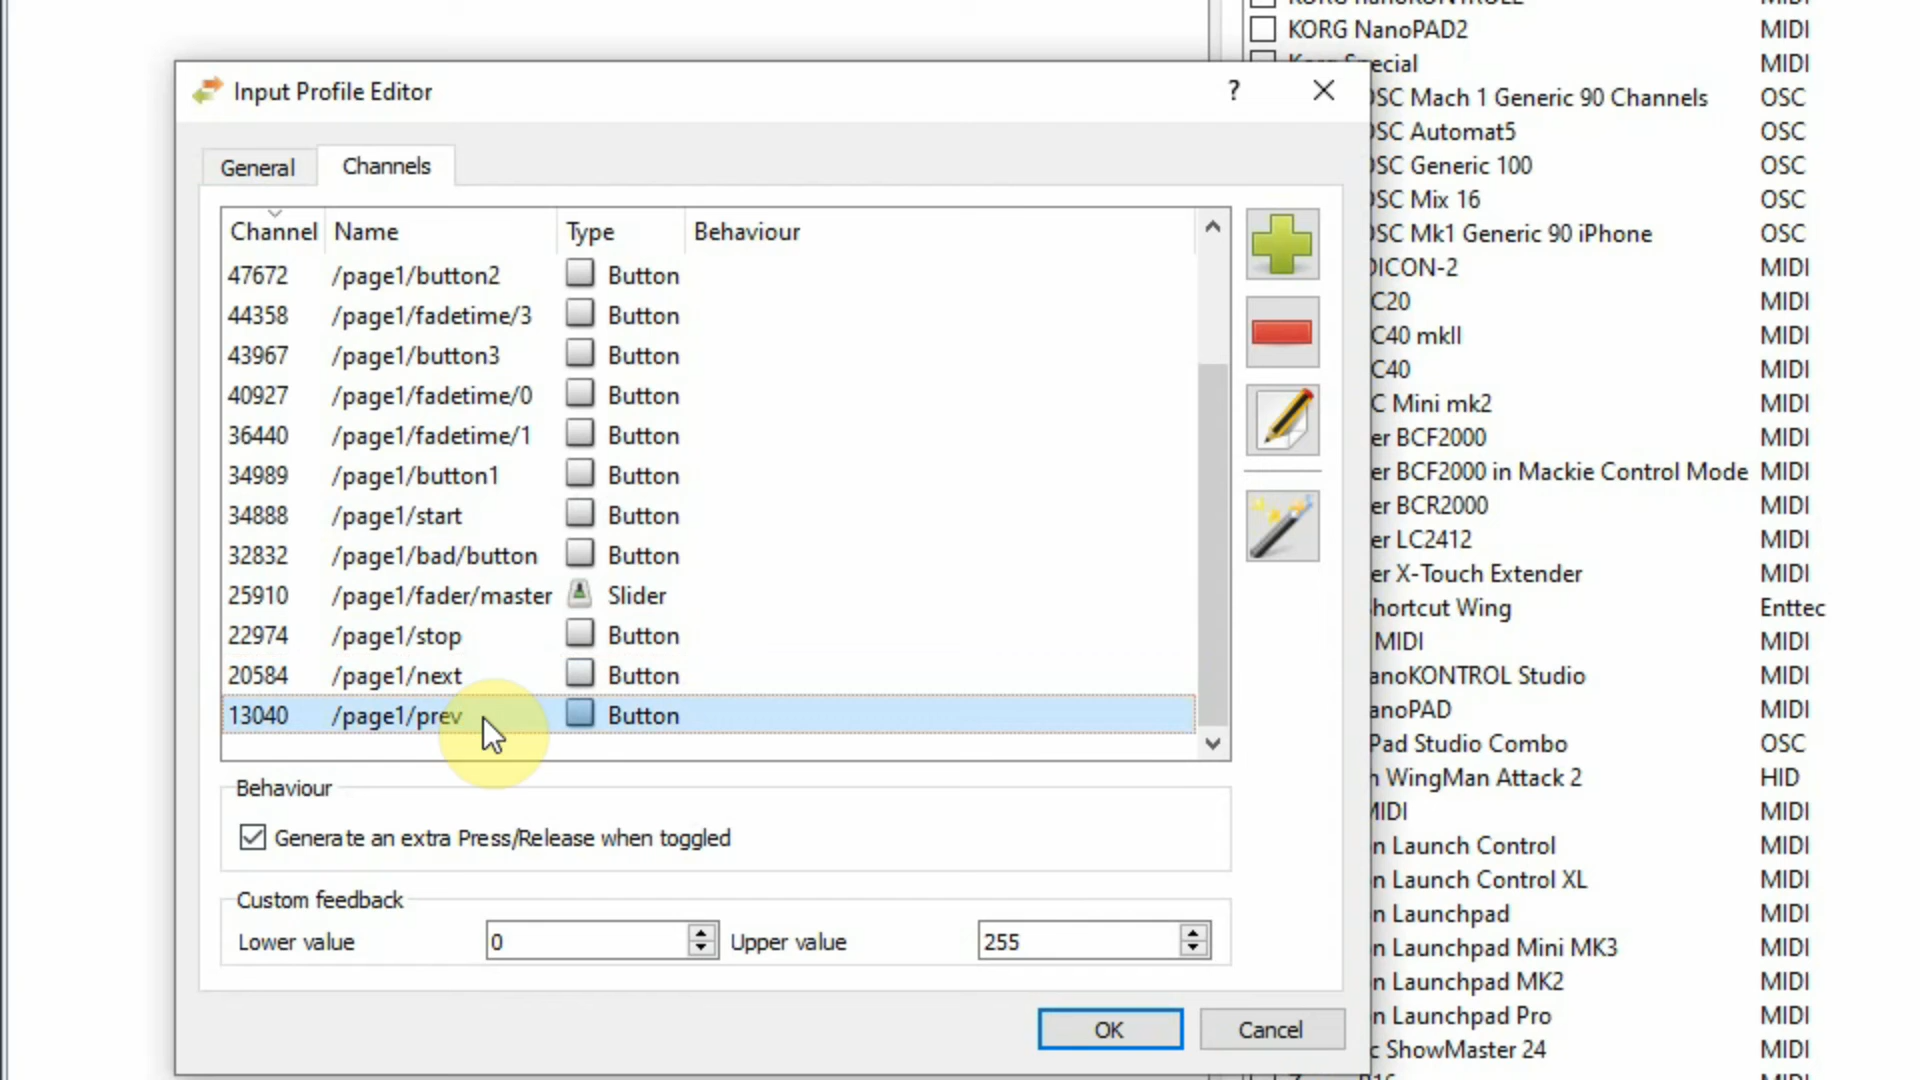 KORG NanoPAD2 MIDI
ecial MIDI
Input Profile Editor ?
SC Mach 1 Generic 90 Channels OSC
SC Automat5 OSC
General Channels
SC Generic 100 OSC
SC Mix 16 OSC
Channel Name Type Behaviour
SC Mk1 Generic 90 iPhone OSC
DICON-2 MIDI
47672 /page1/button2 Button
C20 MIDI
44358 /page1/fadetime/3 Button
C40 mkII MIDI
43967 /page1/button3 Button
C40 MIDI
40927 /page1/fadetime/0 Button
C Mini mk2 MIDI
36440 /page1/fadetime/1 Button
er BCF2000 MIDI
34989 /page1/button1 Button
er BCF2000 in Mackie Control Mode MIDI
er BCR2000 MIDI
34888 /page1/start Button
er LC2412 MIDI
32832 /page1/bad/button Button
er X-Touch Extender MIDI
25910 /page1/fader/master Slider
hortcut Wing Enttec
22974 /page1/stop Button
MIDI MIDI
20584 /page1/next Button
anoKONTROL Studio MIDI
13040 /page1/prev Button
anoPAD MIDI
Pad Studio Combo OSC
Behaviour
h WingMan Attack 2 HID
MIDI MIDI
Generate an extra Press/Release when toggled
n Launch Control MIDI
n Launch Control XL MIDI
Custom feedback
n Launchpad MIDI
Lower value 0 Upper value 255
n Launchpad Mini MK3 MIDI
n Launchpad MK2 MIDI
n Launchpad Pro MIDI
OK Cancel
c ShowMaster 24 MIDI